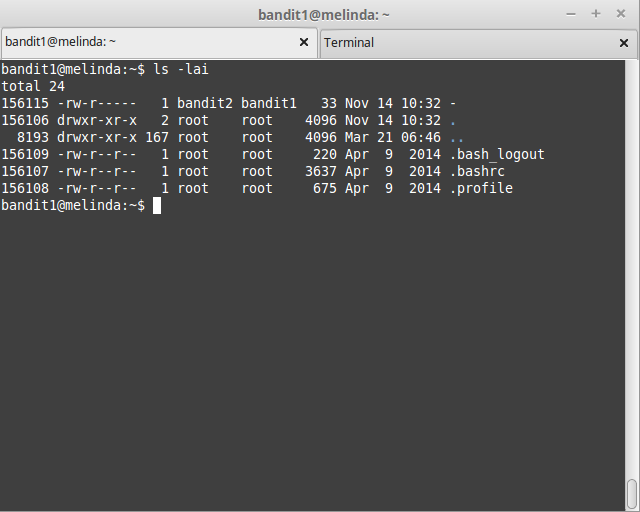 bandit1@melinda: ~
bandit1@melinda: ~ Terminal
bandit1@melinda:~$ ls -lai
total 24
156115 -rw-r----- 1 bandit2 bandit1 33 Nov 14 10:32 -
156106 drwxr-xr-x 2 root root 4096 Nov 14 10:32 .
8193 drwxr-xr-x 167 root root 4096 Mar 21 06:46 ..
156109 -rw-r--r-- 1 root root 220 Apr 9 2014 .bash_logout
156107 -rw-r--r-- 1 root root 3637 Apr 9 2014 .bashrc
156108 -rw-r--r-- 1 root root 675 Apr 9 2014 .profile
bandit1@melinda:~$